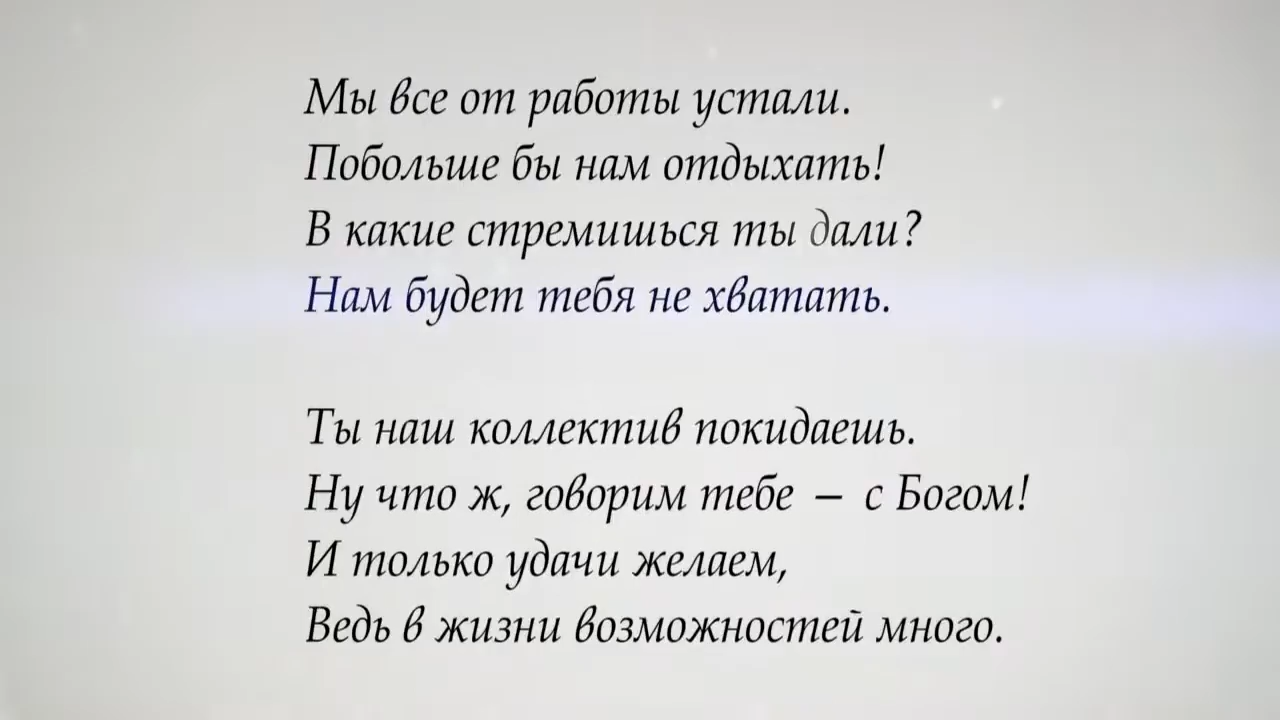 Мы все от работы устали.
Побольше бы нам отдыхать!
В какие стремишься ты дали?
Нам будет тебя не хватать.
Ты наш коллектив покидаешь.
Ну что ж, говорим тебе – с Богом!
И только удачи желаем,
Ведь в жизни возможностей много.